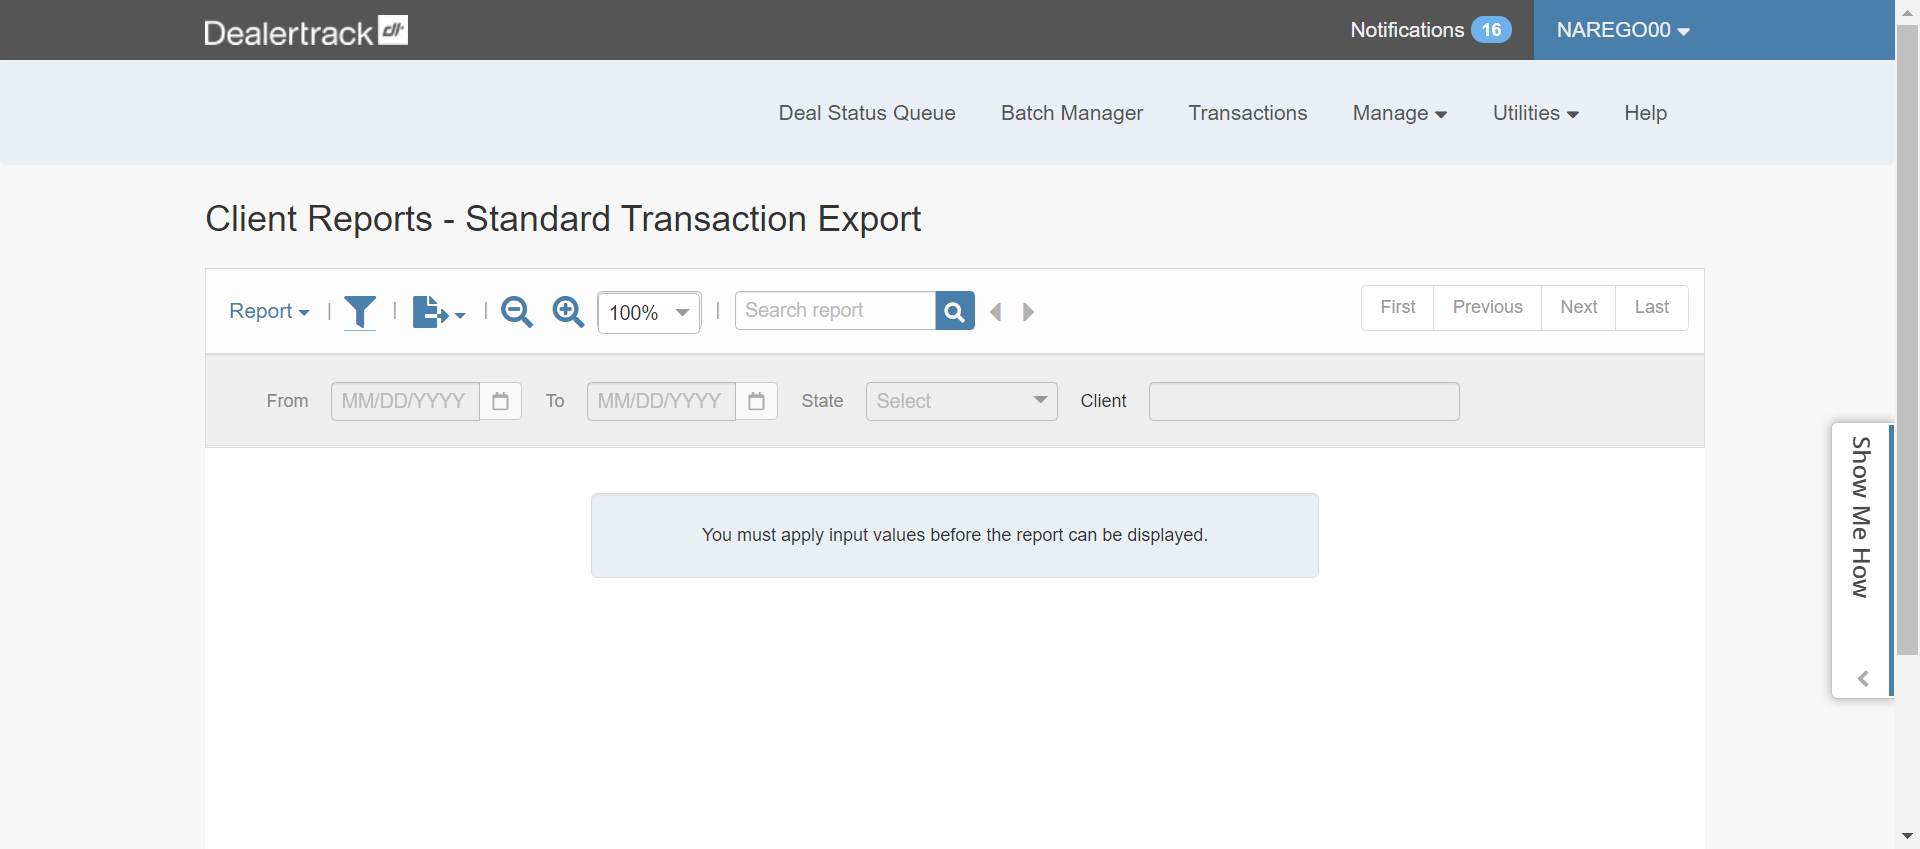 Dealertrack dt
Notifications 16
NAREGO00
Deal Status Queue Batch Manager Transactions Manage Utilities Help
Client Reports - Standard Transaction Export
Report | | | 100% | Search report First Previous Next Last
From MM/DD/YYYY To MM/DD/YYYY State Select Client
You must apply input values before the report can be displayed.
Show Me How